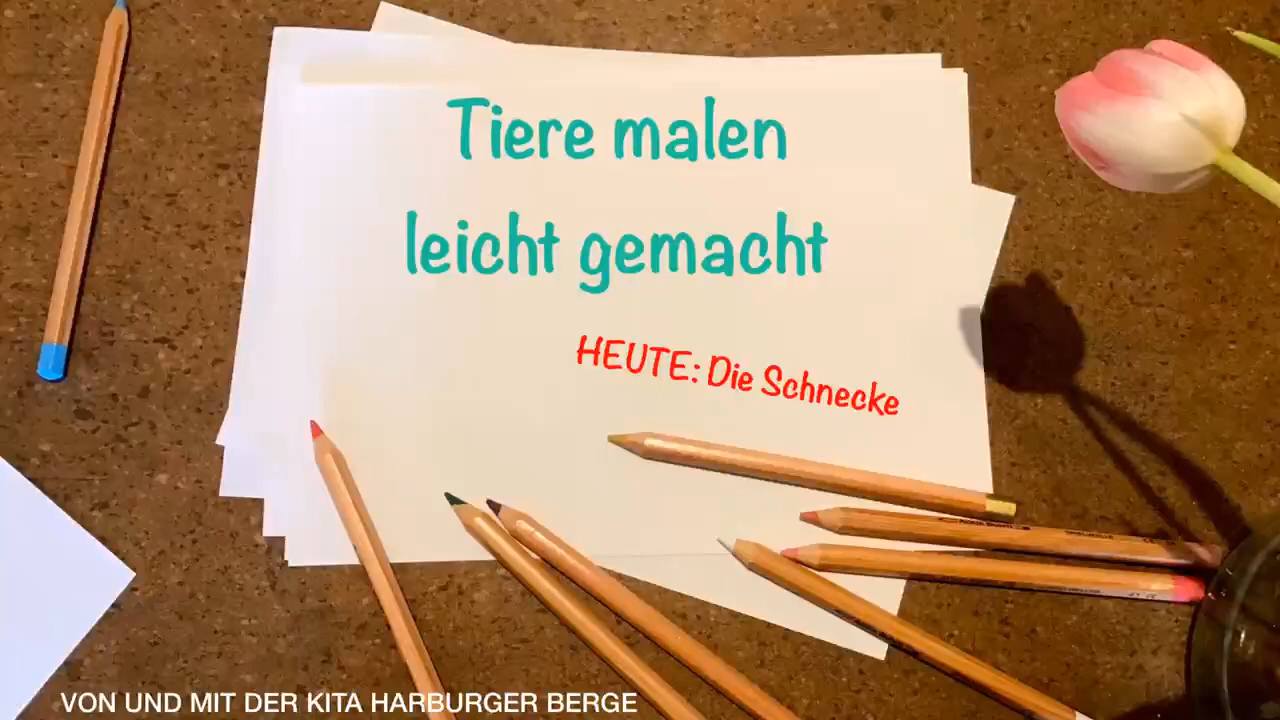 Tiere malen
leicht gemacht
HEUTE: Die Schnecke
VON UND MIT DER KITA HARBURGER BERGE